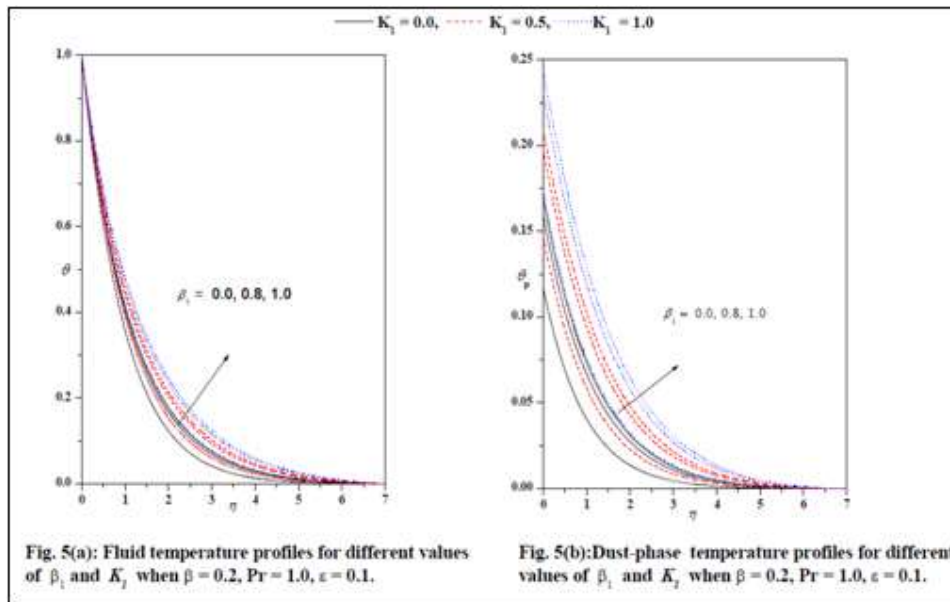 K₁ = 0.0, K₁ = 0.5, K₁ = 1.0
1.0
0.8
0.6
θ
0.4
0.2
0.0
β₁ = 0.0, 0.8, 1.0
0 1 2 3 4 5 6 7
η
0.25
0.20
0.15
θp
0.10
0.05
0.00
β₁ = 0.0, 0.8, 1.0
0 1 2 3 4 5 6 7
η
Fig. 5(a): Fluid temperature profiles for different values
of β₁ and K₁ when β = 0.2, Pr = 1.0, ε = 0.1.
Fig. 5(b):Dust-phase temperature profiles for different
values of β₁ and K₁ when β = 0.2, Pr = 1.0, ε = 0.1.